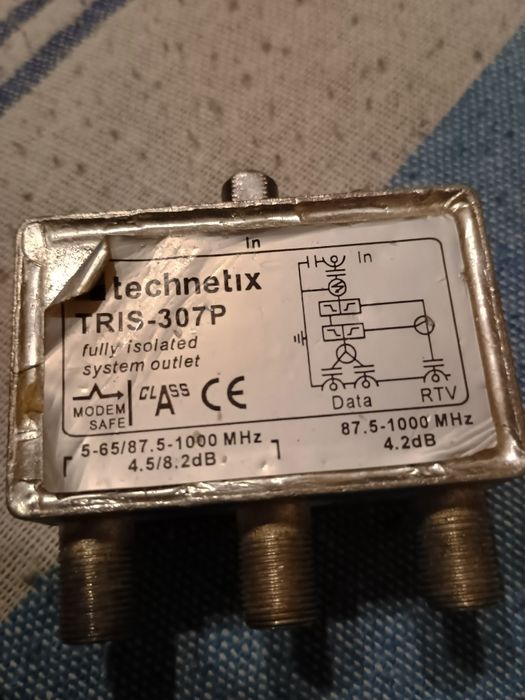 In
technetix
TRIS-307P
fully isolated
system outlet
MODEM
SAFE
CLASS
A
CE
In
Data
RTV
5-65/87.5-1000 MHz
4.5/8.2dB
87.5-1000 MHz
4.2dB